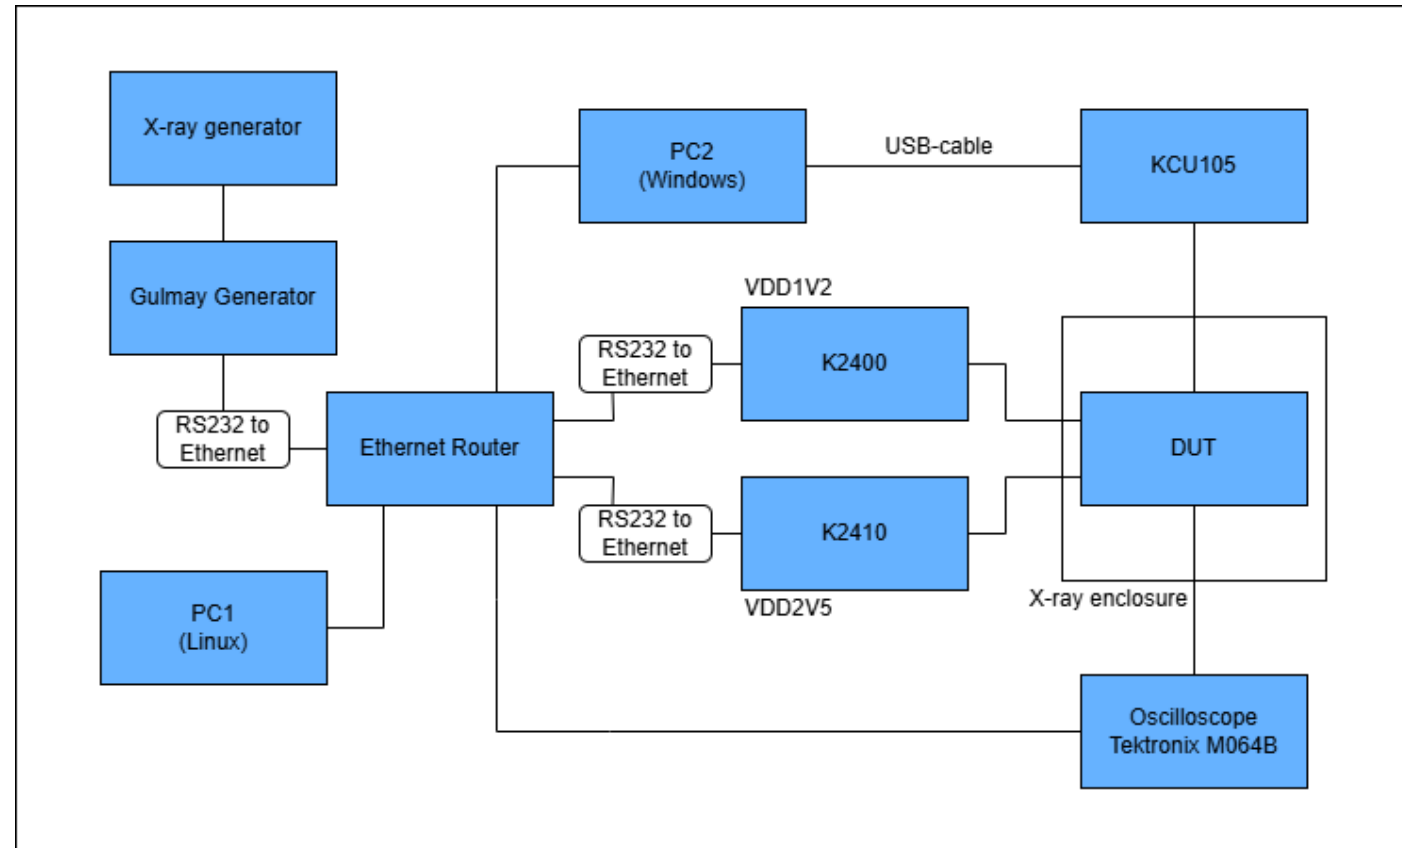 X-ray generator
PC2
(Windows)
USB-cable
KCU105
Gulmay Generator
VDD1V2
RS232 to
Ethernet
K2400
RS232 to
Ethernet
Ethernet Router
DUT
RS232 to
Ethernet
K2410
VDD2V5
X-ray enclosure
PC1
(Linux)
Oscilloscope
Tektronix M064B